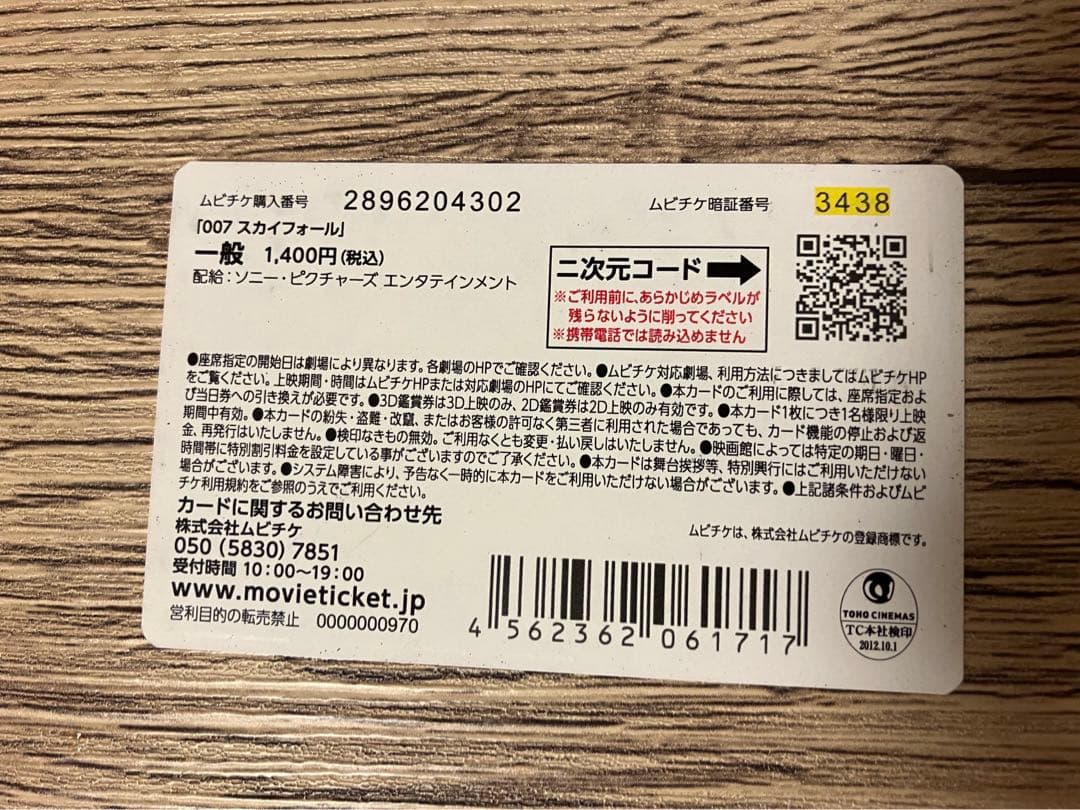 ムビチケ購入番号 2896204302 ムビチケ暗証番号 3438
「007 スカイフォール」
一般 1,400円(税込)
配給:ソニー・ピクチャーズ エンタテインメント
二次元コード
※ご利用前に、あらかじめラベルが
残らないように削ってください
※携帯電話では読み込めません
●座席指定の開始日は劇場により異なります。各劇場のHPでご確認ください。●ムビチケ対応劇場、利用方法につきましてはムビチケHP
をご覧ください。上映期間・時間はムビチケHPまたは対応劇場のHPにてご確認ください。●本カードのご利用に際しては、座席指定およ
び当日券への引き換えが必要です。●3D鑑賞券は3D上映のみ、2D鑑賞券は2D上映のみ有効です。●本カード1枚につき1名様限り上映
期間中有効。●本カードの紛失・盗難・改竄、またはお客様の許可なく第三者に利用された場合であっても、カード機能の停止および返
金、再発行はいたしません。●検印なきもの無効。ご利用なくとも変更・払い戻しはいたしません。●映画館によっては特定の期日・曜日・
時間帯に特別割引料金を設定している事がございますのでご了承ください。●本カードは舞台挨拶等、特別興行にはご利用いただけない
場合がございます。●システム障害により、予告なく一時的に本カードをご利用いただけない場合がございます。●上記諸条件およびムビ
チケ利用規約をご参照のうえでご利用ください。
カードに関するお問い合わせ先
株式会社ムビチケ
050 (5830) 7851
受付時間 10:00～19:00
www.movieticket.jp
営利目的の転売禁止 0000000970
ムビチケは、株式会社ムビチケの登録商標です。
4 562362 061717
TOHO CINEMAS
TC本社検印
2012.10.1